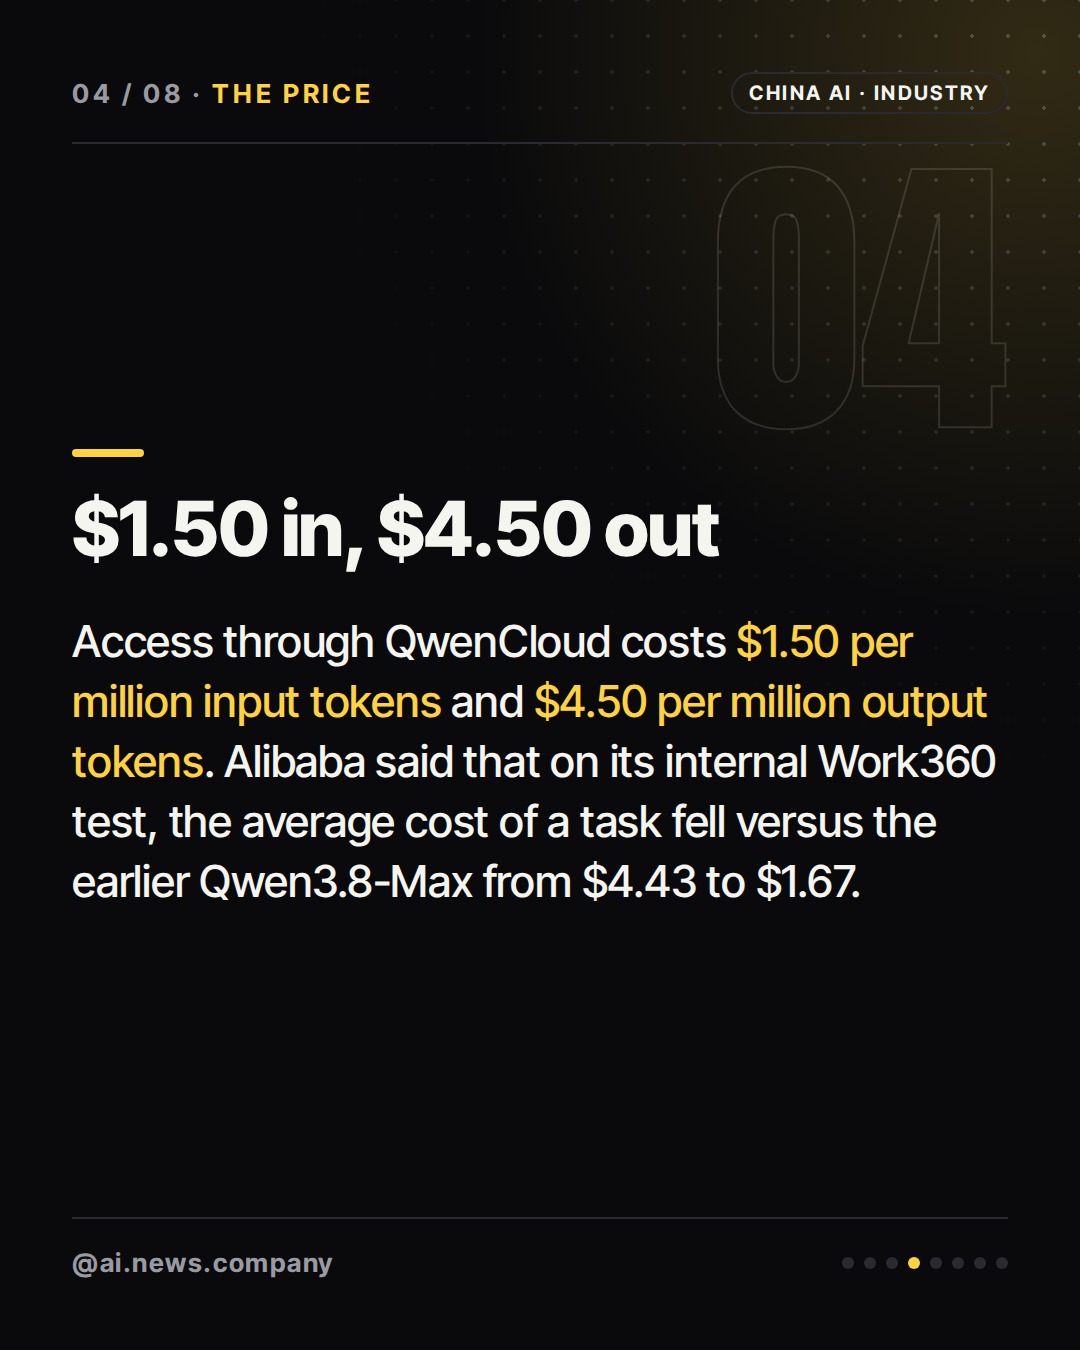 04 / 08 · THE PRICE
CHINA AI · INDUSTRY
04
$1.50 in, $4.50 out
Access through QwenCloud costs $1.50 per
million input tokens and $4.50 per million output
tokens. Alibaba said that on its internal Work360
test, the average cost of a task fell versus the
earlier Qwen3.8-Max from $4.43 to $1.67.
@ai.news.company